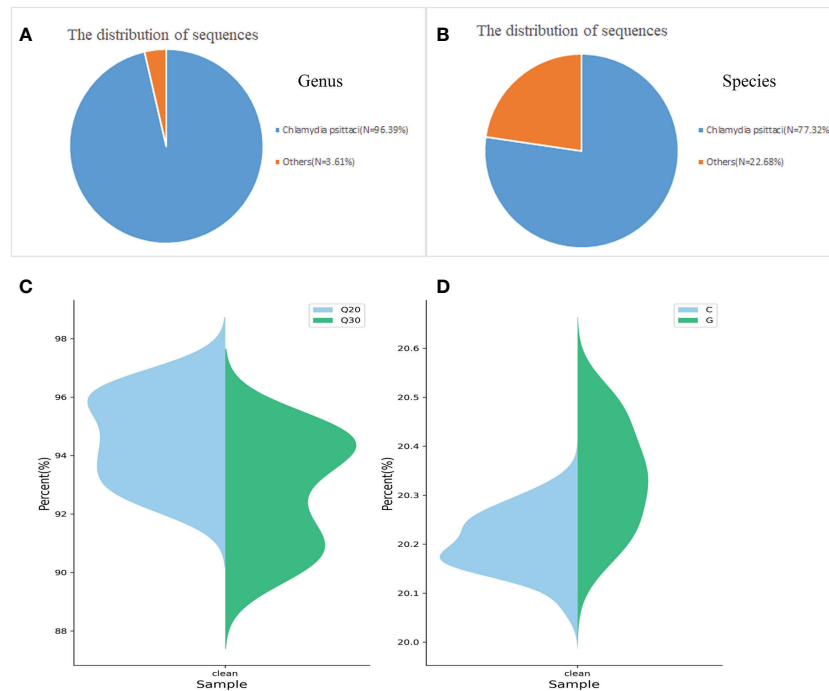 A
The distribution of sequences
Genus
Chlamydia psittaci(N=96.39%)
Others(N=3.61%)
B
The distribution of sequences
Species
Chlamydia psittaci(N=77.32%
Others(N=22.68%)
C
Q20
Q30
98
96
94
92
90
88
Percent(%)
clean
Sample
D
C
G
20.6
20.5
20.4
20.3
20.2
20.1
20.0
Percent(%)
clean
Sample